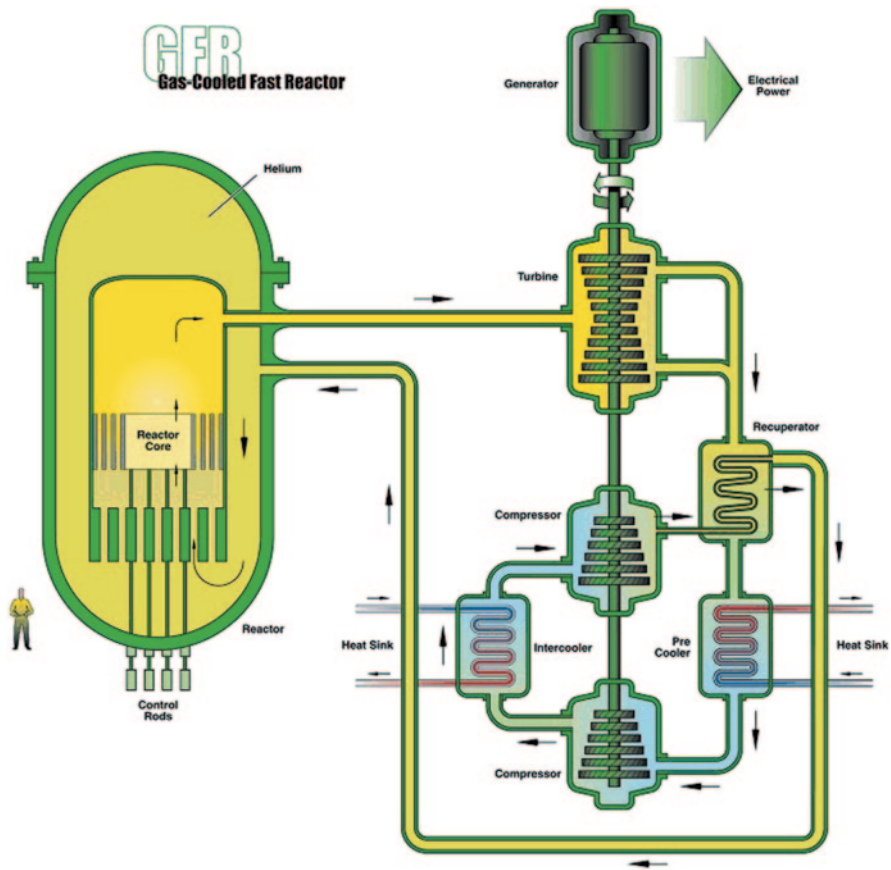 GFR
Gas-Cooled Fast Reactor
Generator
Electrical
Power
Helium
Turbine
Reactor
Core
Recuperator
Compressor
Heat Sink
Intercooler
Pre
Cooler
Heat Sink
Reactor
Control
Rods
Compressor